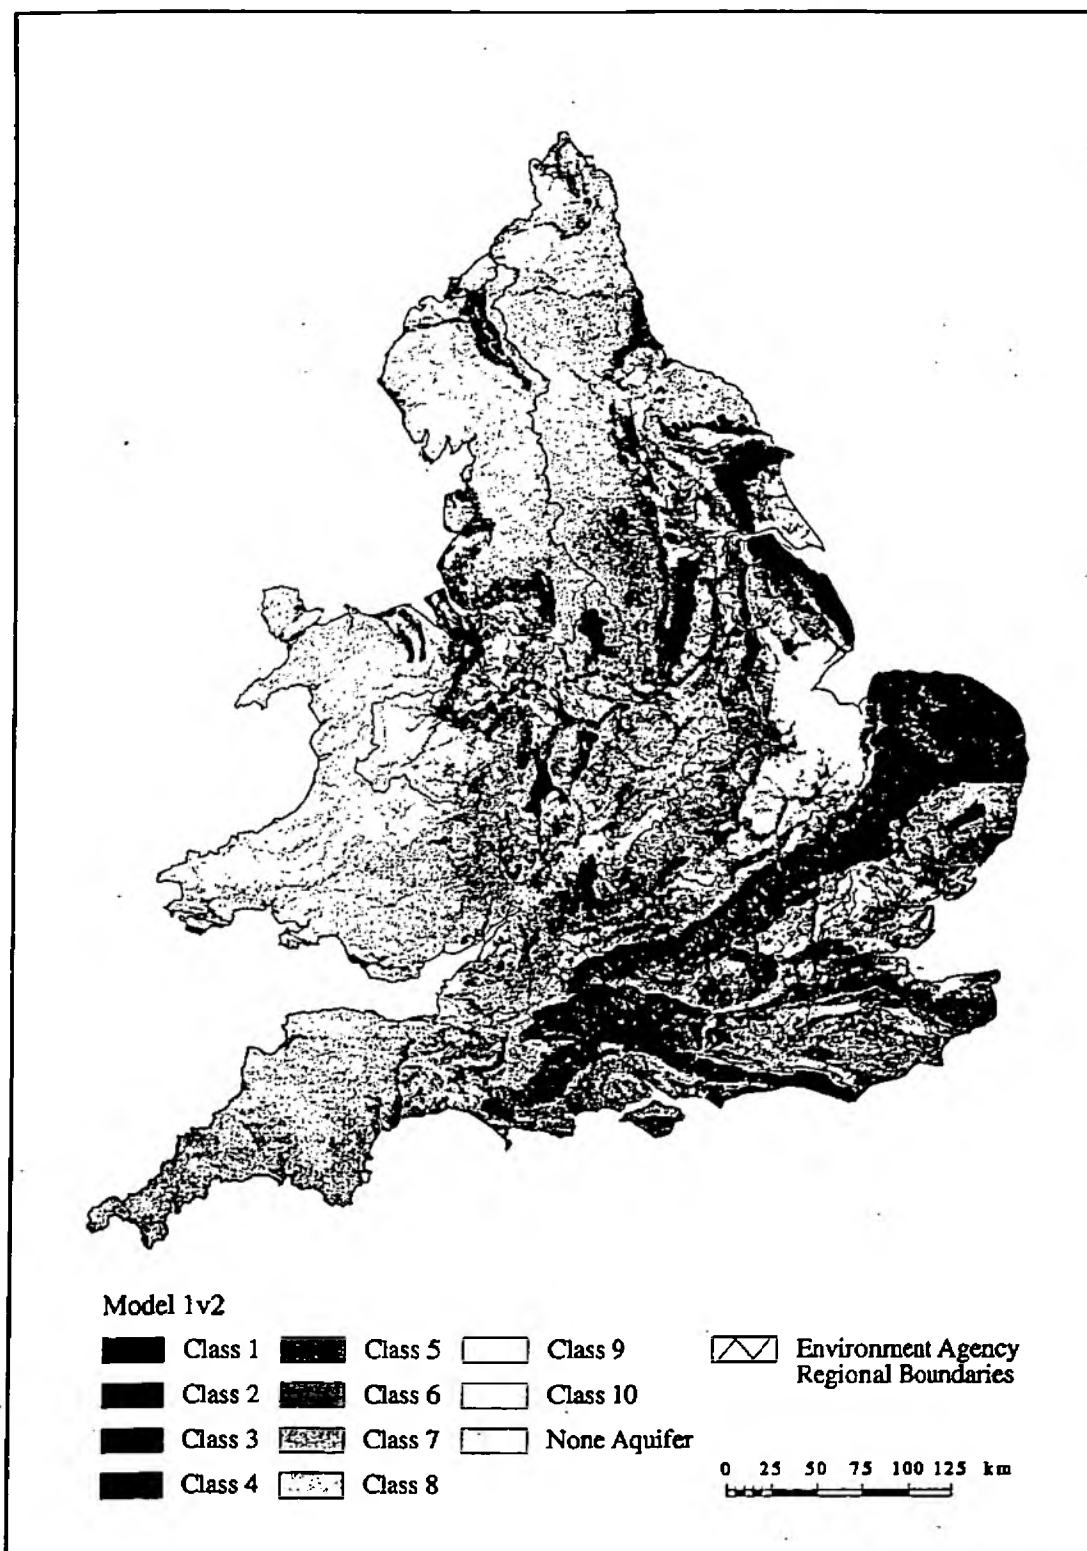 Model 1v2
Class 1
Class 2
Class 3
Class 4
Class 5
Class 6
Class 7
Class 8
Class 9
Class 10
None Aquifer
Environment Agency
Regional Boundaries
0 25 50 75 100 125 km